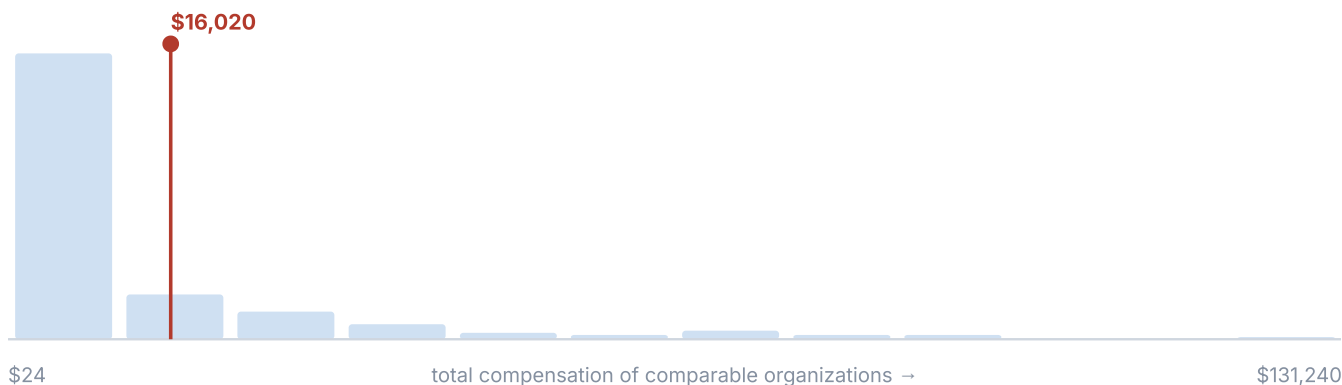 $16,020
$24 total compensation of comparable organizations → $131,240